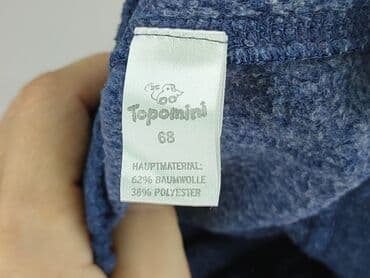 Topomini
68
HAUPTMATERIAL:
62% BAUMWOLLE
38% POLYESTER